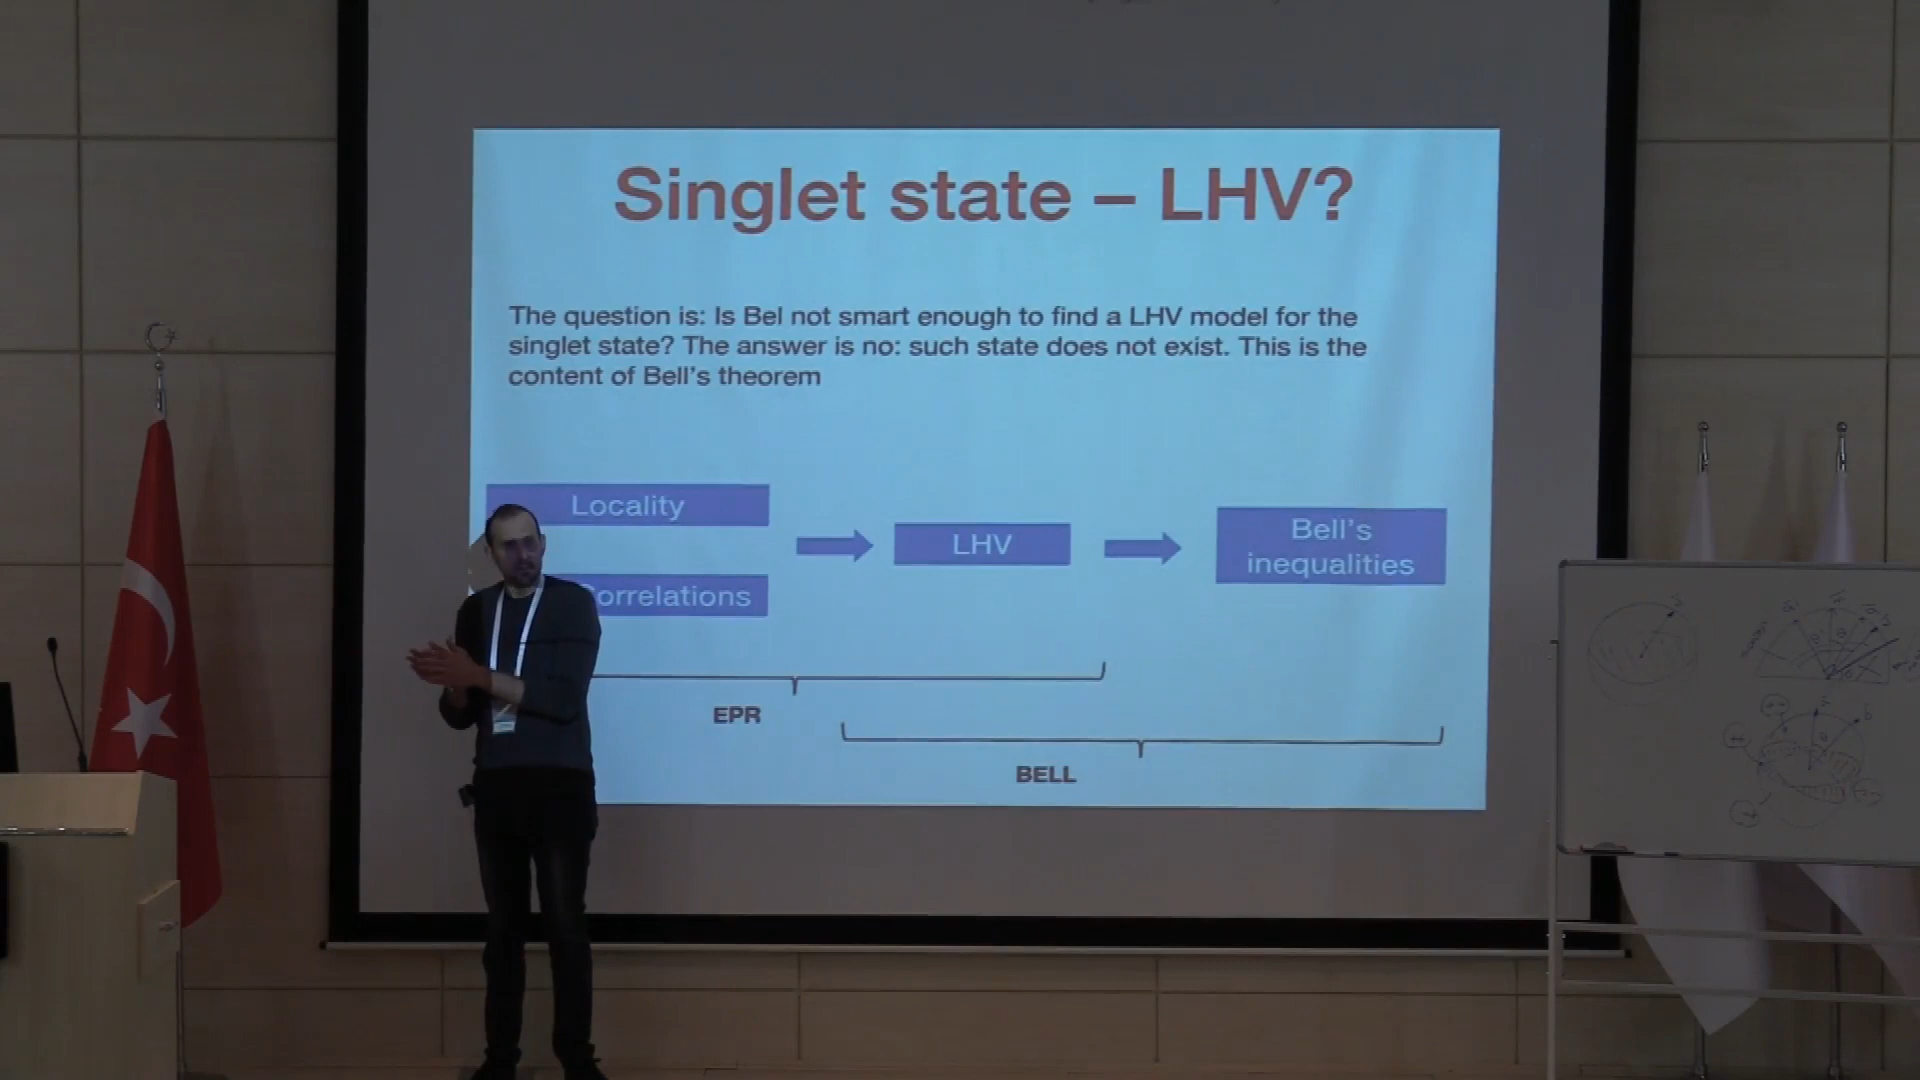 Singlet state – LHV?
The question is: Is Bel not smart enough to find a LHV model for the
singlet state? The answer is no: such state does not exist. This is the
content of Bell's theorem
Locality
orrelations
LHV
Bell's
inequalities
EPR
BELL